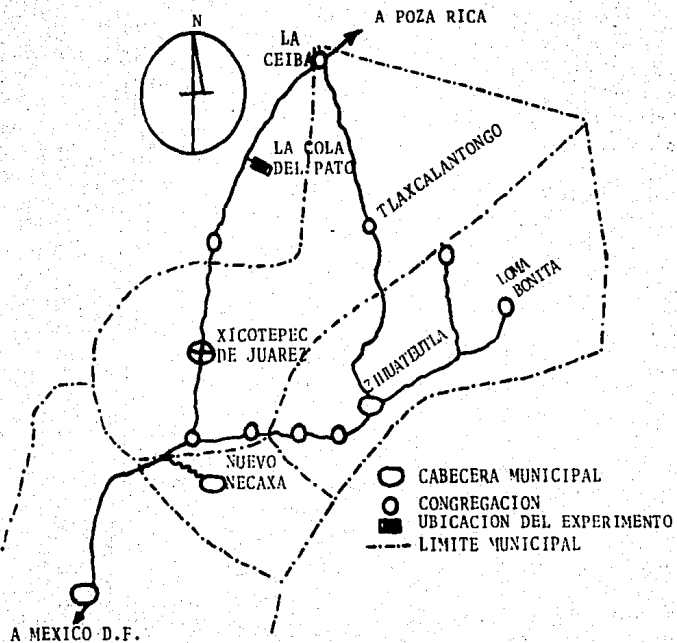 N
A POZA RICA
LA
CEIBA
LA COLA
DEL PATO
TLAXCALANTONGO
LOMA
BONITA
XICOTEPEC
DE JUAREZ
ZIHUATEUTLA
NUEVO
NECAXA
CABECERA MUNICIPAL
CONGREGACION
UBICACION DEL EXPERIMENTO
LIMITE MUNICIPAL
A MEXICO D.F.